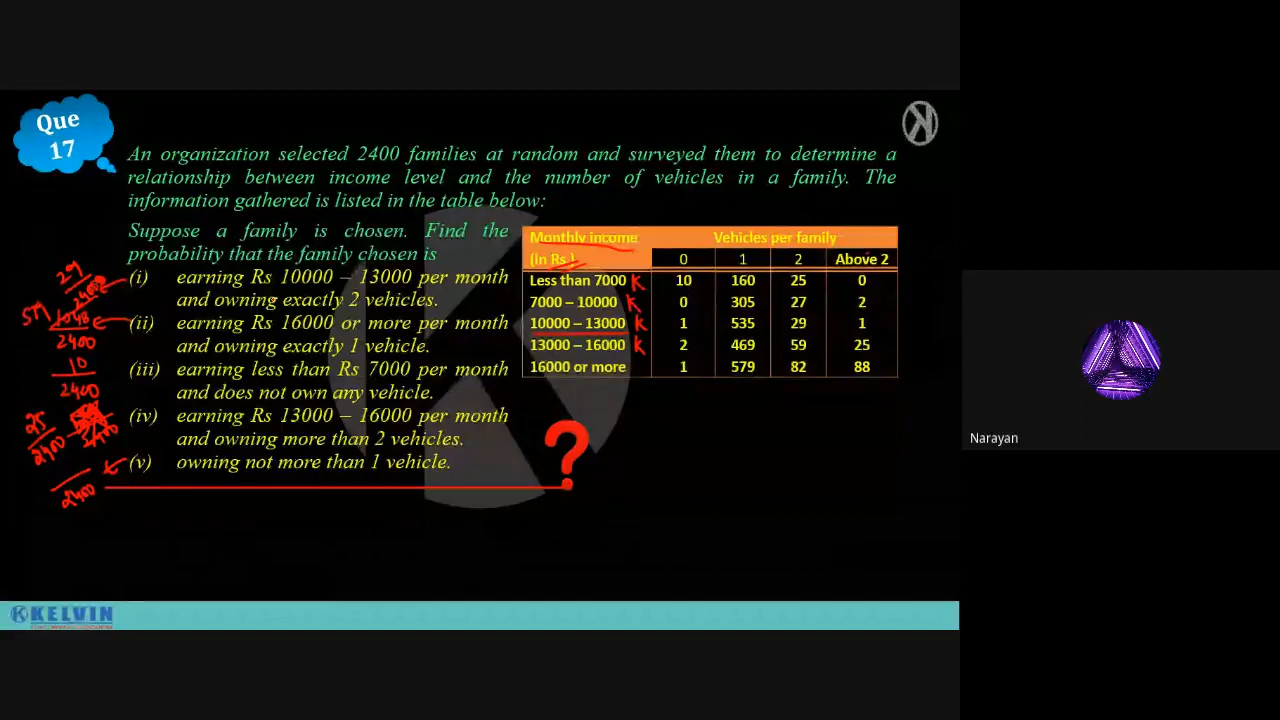 Que
17
An organization selected 2400 families at random and surveyed them to determine a
relationship between income level and the number of vehicles in a family. The
information gathered is listed in the table below:
Suppose a family is chosen. Find the
probability that the family chosen is
(i) earning Rs 10000 – 13000 per month
and owning exactly 2 vehicles.
(ii) earning Rs 16000 or more per month
and owning exactly 1 vehicle.
(iii) earning less than Rs 7000 per month
and does not own any vehicle.
(iv) earning Rs 13000 – 16000 per month
and owning more than 2 vehicles.
(v) owning not more than 1 vehicle.
?
Monthly income Vehicles per family
(In Rs.) 0 1 2 Above 2
Less than 7000 10 160 25 0
7000 – 10000 0 305 27 2
10000 – 13000 1 535 29 1
13000 – 16000 2 469 59 25
16000 or more 1 579 82 88
29
2400
579
2400
10
2400
25
2400
2400
KELVIN
Narayan